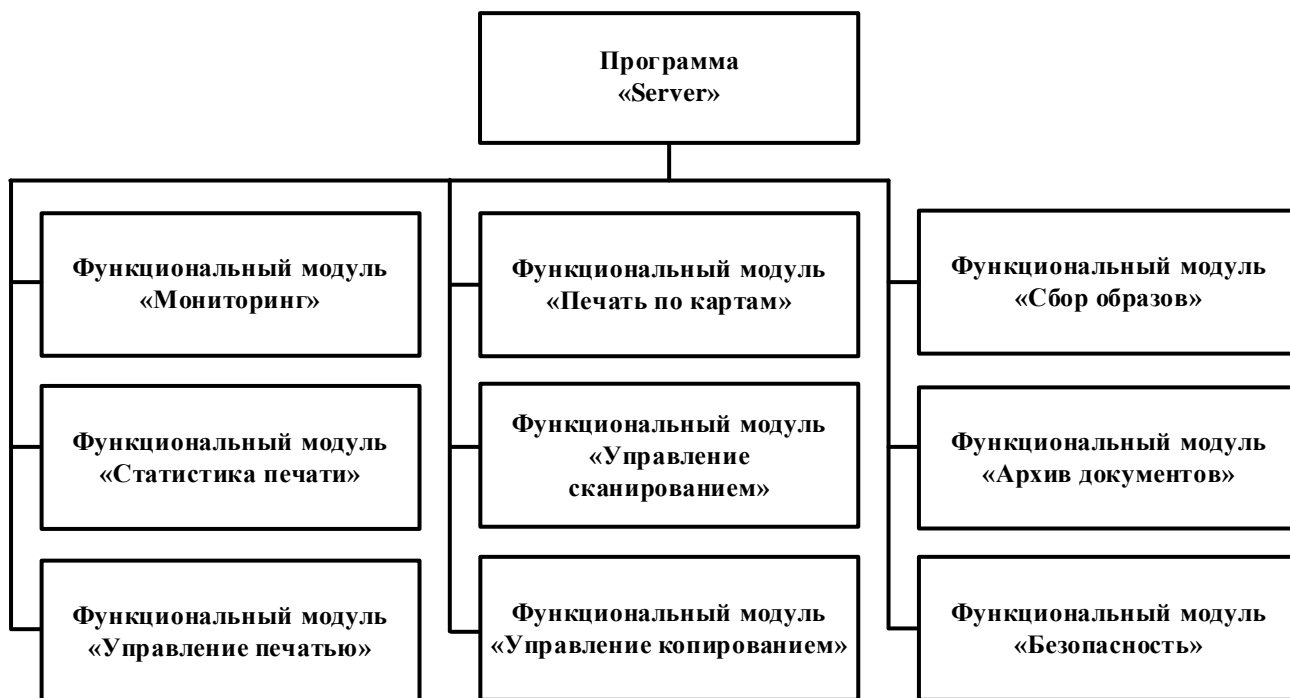 Программа
«Server»
Функциональный модуль
«Мониторинг»
Функциональный модуль
«Печать по картам»
Функциональный модуль
«Сбор образов»
Функциональный модуль
«Статистика печати»
Функциональный модуль
«Управление
сканированием»
Функциональный модуль
«Архив документов»
Функциональный модуль
«Управление печатью»
Функциональный модуль
«Управление копированием»
Функциональный модуль
«Безопасность»